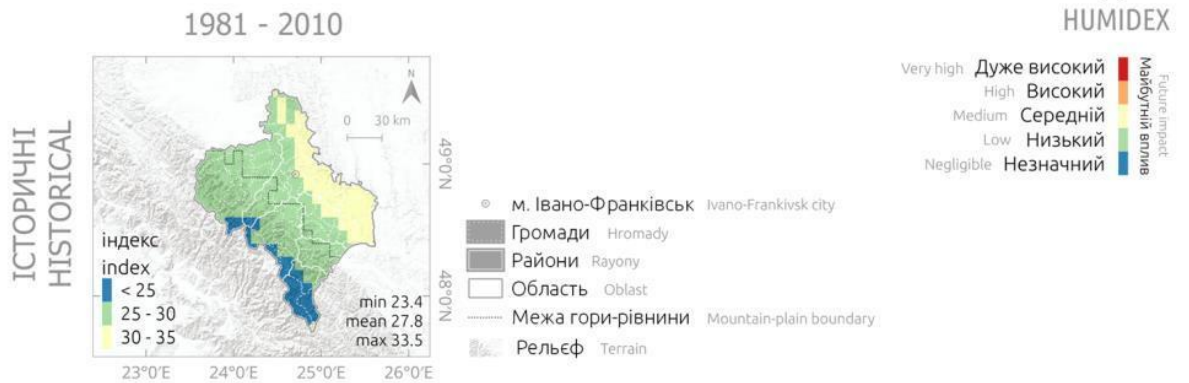 1981 - 2010
HUMIDEX
ІСТОРИЧНІ
HISTORICAL
N
0 30 km
49°0'N
48°0'N
індекс
index
< 25
25 - 30
30 - 35
min 23.4
mean 27.8
max 33.5
23°0'E 24°0'E 25°0'E 26°0'E
м. Івано-Франківськ Ivano-Frankivsk city
Громади Hromady
Райони Rayony
Область Oblast
Межа гори-рівнини Mountain-plain boundary
Рельєф Terrain
Very high Дуже високий
High Високий
Medium Середній
Low Низький
Negligible Незначний
Майбутній вплив
Future impact